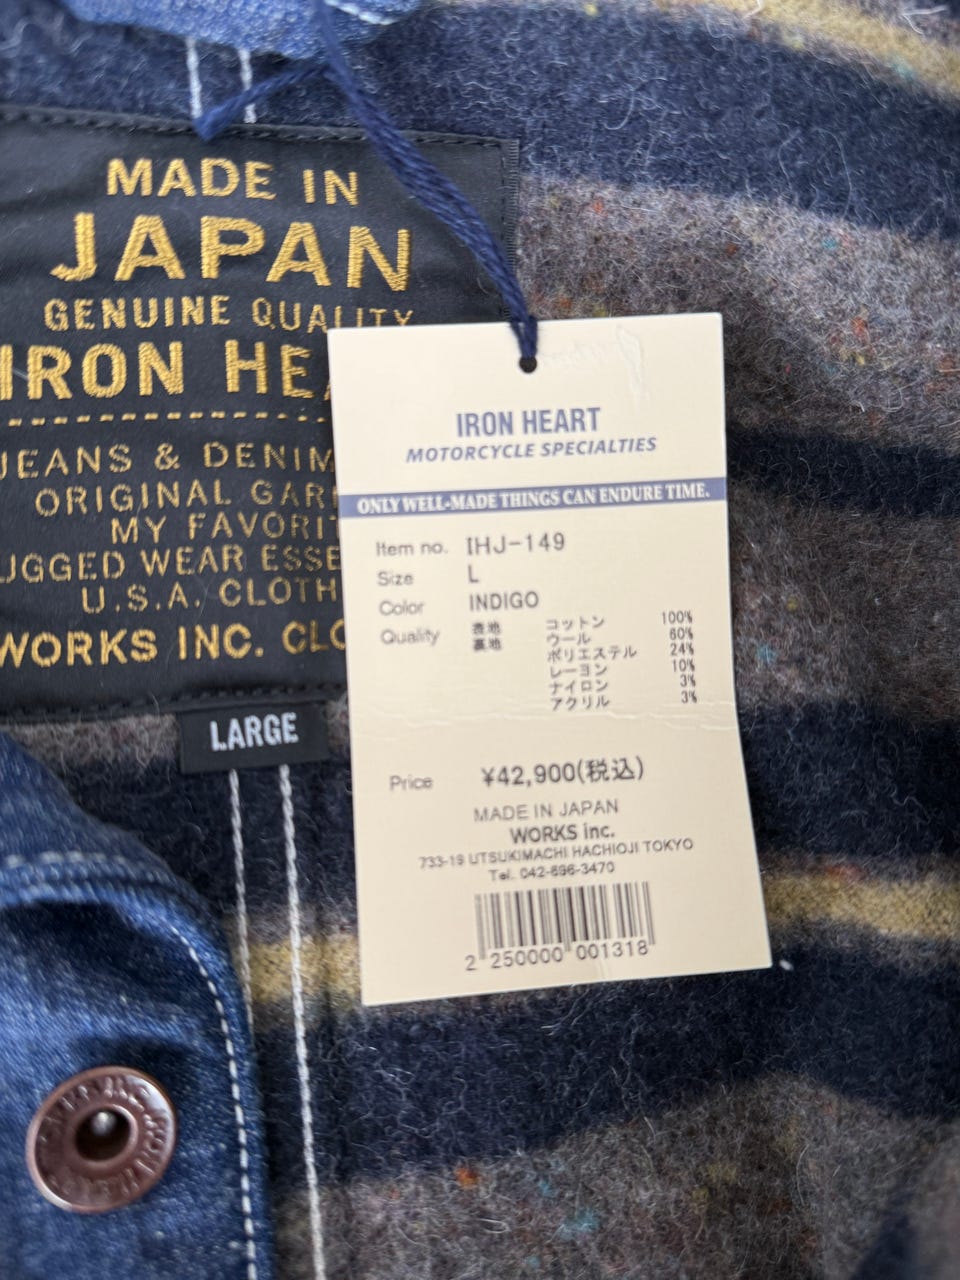 MADE IN
JAPAN
GENUINE QUALITY
IRON HEA
JEANS & DENIM
ORIGINAL GAR
MY FAVORIT
UGGED WEAR ESSE
U.S.A. CLOTH
WORKS INC. CLO
LARGE
IRON HEART
MOTORCYCLE SPECIALTIES
ONLY WELL-MADE THINGS CAN ENDURE TIME.
Item no. IHJ-149
Size L
Color INDIGO
Quality 表地 コットン 100%
裏地 ウール 60%
ポリエステル 24%
レーヨン 10%
ナイロン 3%
アクリル 3%
Price ¥42,900(税込)
MADE IN JAPAN
WORKS inc.
733-19 UTSUKIMACHI HACHIOJI TOKYO
Tel. 042-696-3470
2 250000 001318